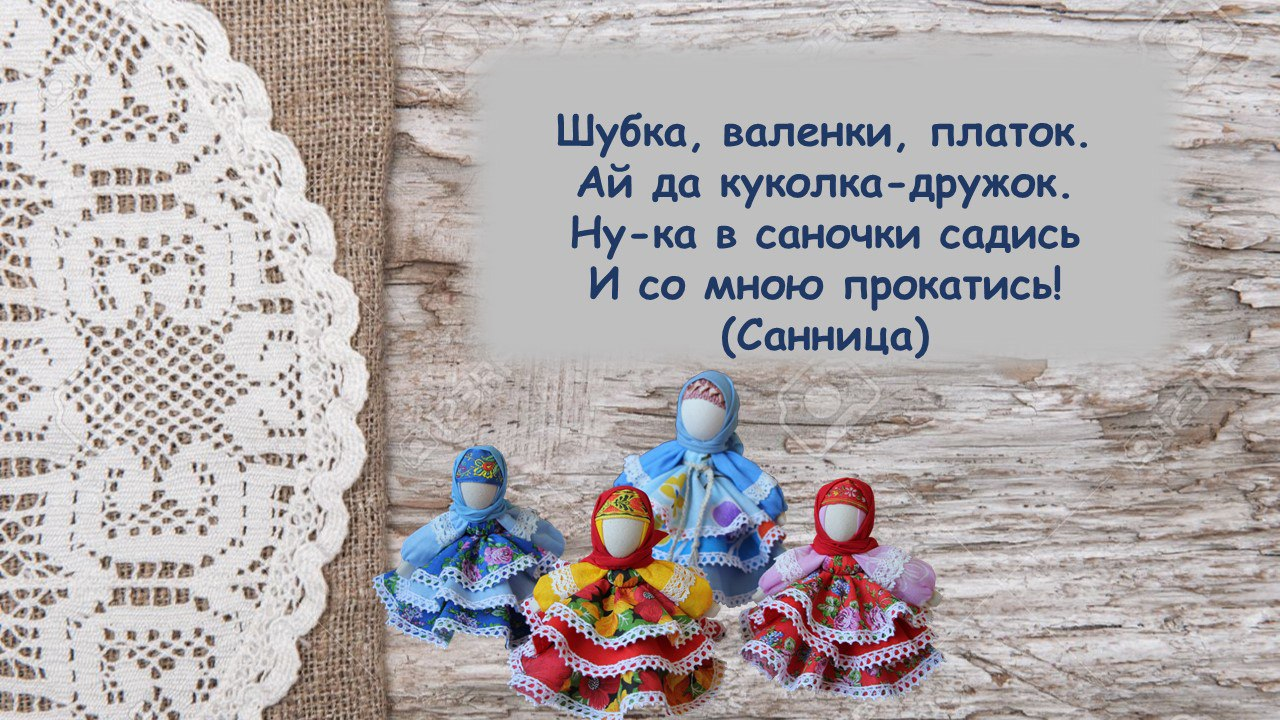 Шубка, валенки, платок.
Ай да куколка-дружок.
Ну-ка в саночки садись
И со мною прокатись!
(Санница)